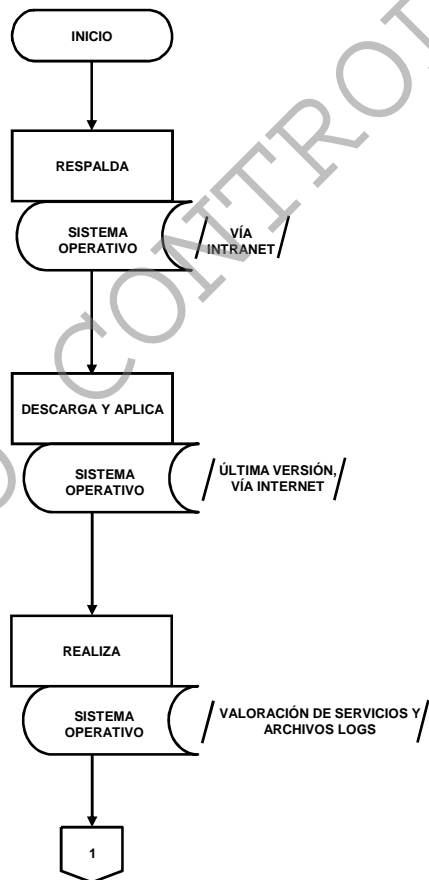 INICIO
RESPALDA
SISTEMA
OPERATIVO
/ VÍA
INTRANET /
DESCARGA Y APLICA
SISTEMA
OPERATIVO
/ ÚLTIMA VERSIÓN,
VÍA INTERNET /
REALIZA
SISTEMA
OPERATIVO
/ VALORACIÓN DE SERVICIOS Y
ARCHIVOS LOGS /
1
CONTROL